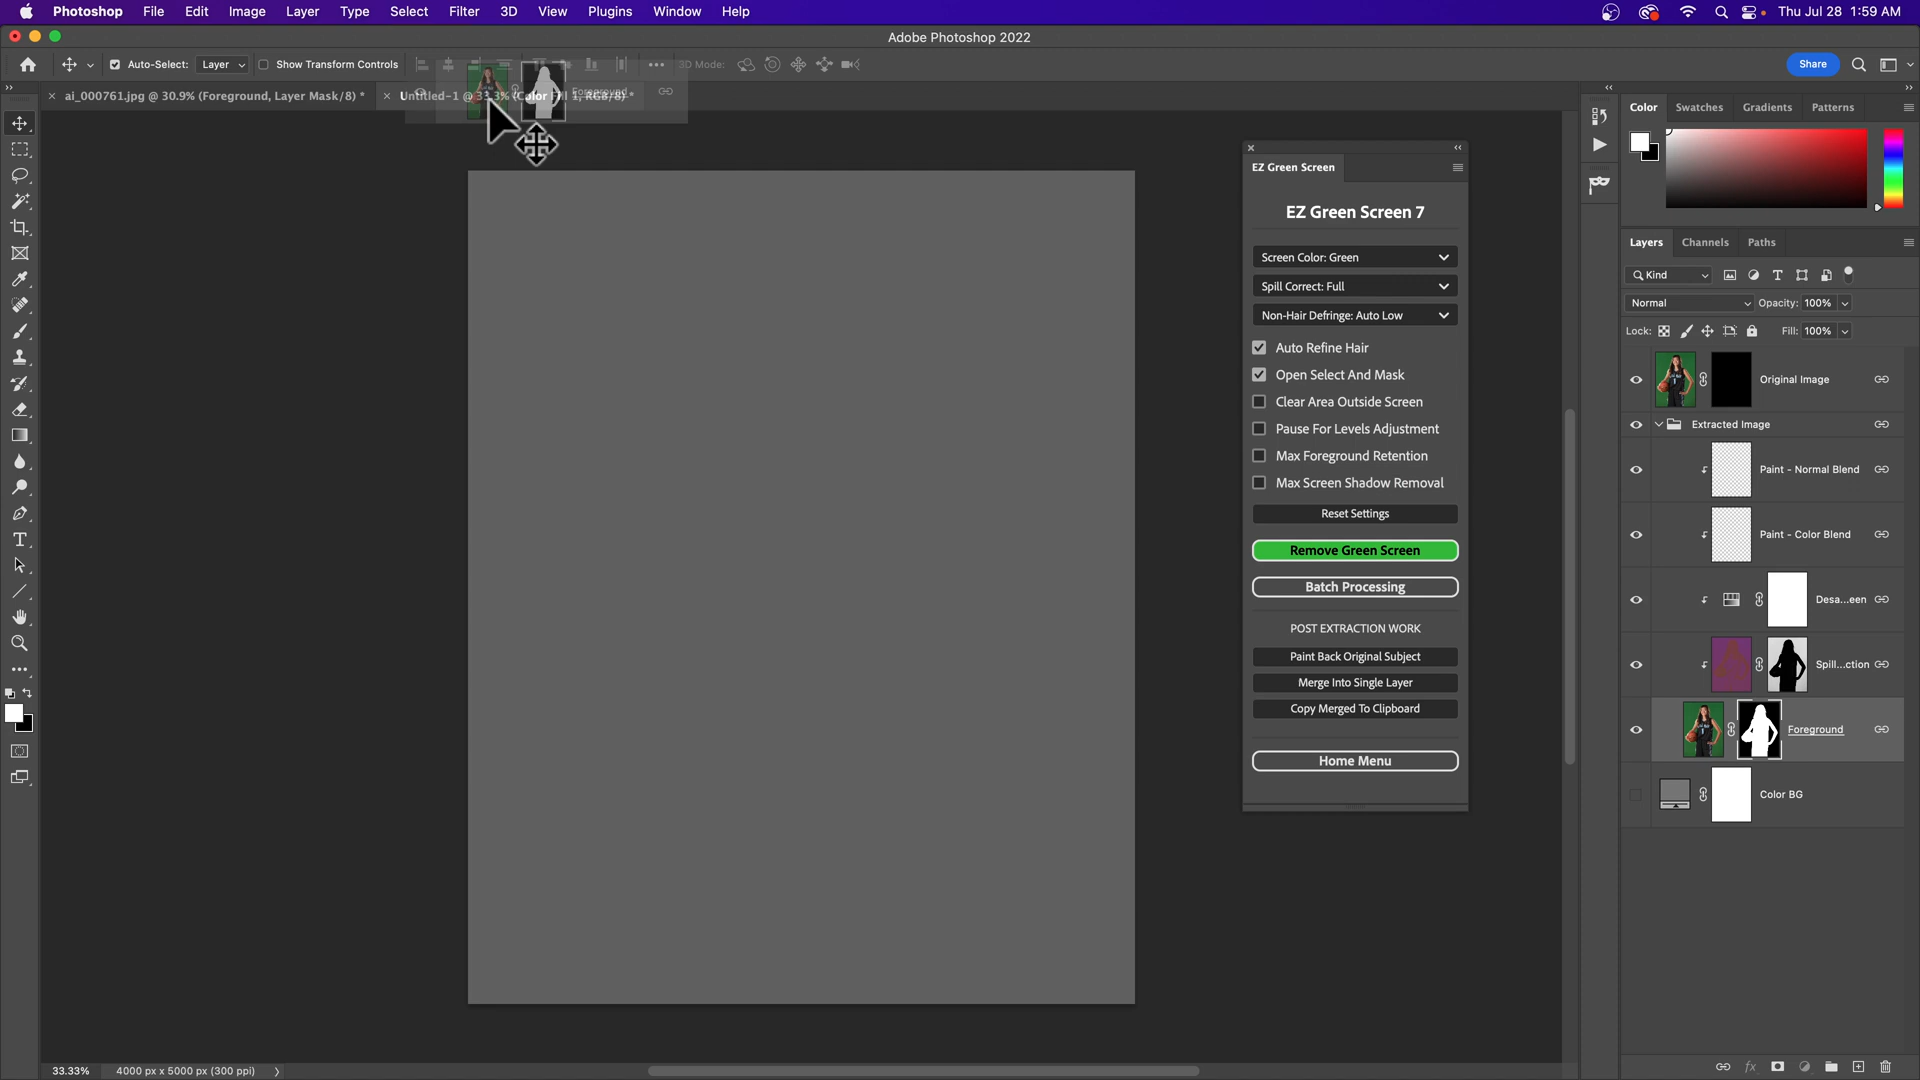 Photoshop File Edit Image Layer Type Select Filter 3D View Plugins Window Help Thu Jul 28 1:59 AM
Adobe Photoshop 2022
Auto-Select: Layer Show Transform Controls 3D Mode: Share
ai_000761.jpg @ 30.9% (Foreground, Layer Mask/8) * Untitled-1 @ 33.3% (Color Fill 1, RGB/8) *
Foreground
Color Swatches Gradients Patterns
EZ Green Screen
EZ Green Screen 7
Screen Color: Green
Spill Correct: Full
Non-Hair Defringe: Auto Low
Auto Refine Hair
Open Select And Mask
Clear Area Outside Screen
Pause For Levels Adjustment
Max Foreground Retention
Max Screen Shadow Removal
Reset Settings
Remove Green Screen
Batch Processing
POST EXTRACTION WORK
Paint Back Original Subject
Merge Into Single Layer
Copy Merged To Clipboard
Home Menu
Layers Channels Paths
Kind
Normal Opacity: 100%
Lock: Fill: 100%
Original Image
Extracted Image
Paint - Normal Blend
Paint - Color Blend
Desa...een
Spill...ction
Foreground
Color BG
fx
33.33% 4000 px x 5000 px (300 ppi)